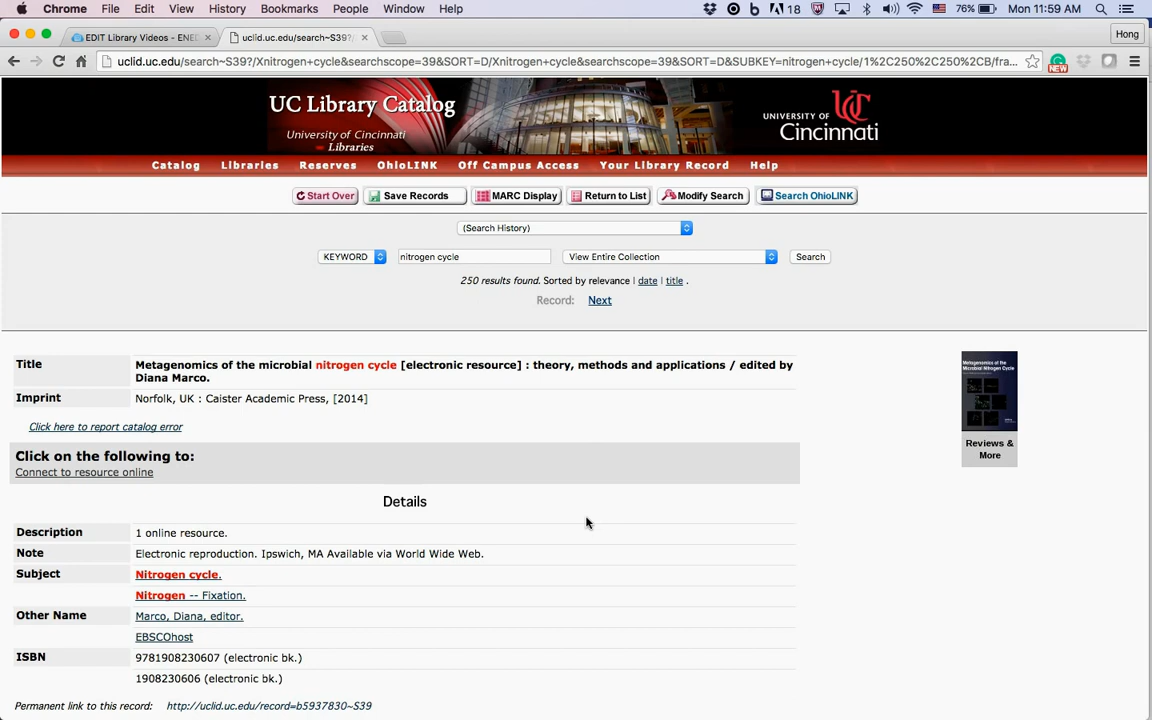 Chrome File Edit View History Bookmarks People Window Help 18 76% Mon 11:59 AM
EDIT Library Videos - ENED
uclid.uc.edu/search~S39?/
Hong
uclid.uc.edu/search~S39?/Xnitrogen+cycle&searchscope=39&SORT=D/Xnitrogen+cycle&searchscope=39&SORT=D&SUBKEY=nitrogen+cycle/1%2C250%2C250%2CB/fra...
NEW
UC Library Catalog
University of Cincinnati
Libraries
UNIVERSITY OF
Cincinnati
Catalog Libraries Reserves OhioLINK Off Campus Access Your Library Record Help
Start Over Save Records MARC Display Return to List Modify Search Search OhioLINK
(Search History)
KEYWORD nitrogen cycle View Entire Collection Search
250 results found. Sorted by relevance | date | title .
Record: Next
Title Metagenomics of the microbial nitrogen cycle [electronic resource] : theory, methods and applications / edited by
Diana Marco.
Imprint Norfolk, UK : Caister Academic Press, [2014]
Click here to report catalog error
Metagenomics of the
Microbial Nitrogen Cycle
Reviews &
More
Click on the following to:
Connect to resource online
Details
Description 1 online resource.
Note Electronic reproduction. Ipswich, MA Available via World Wide Web.
Subject Nitrogen cycle.
Nitrogen -- Fixation.
Other Name Marco, Diana, editor.
EBSCOhost
ISBN 9781908230607 (electronic bk.)
1908230606 (electronic bk.)
Permanent link to this record: http://uclid.uc.edu/record=b5937830~S39